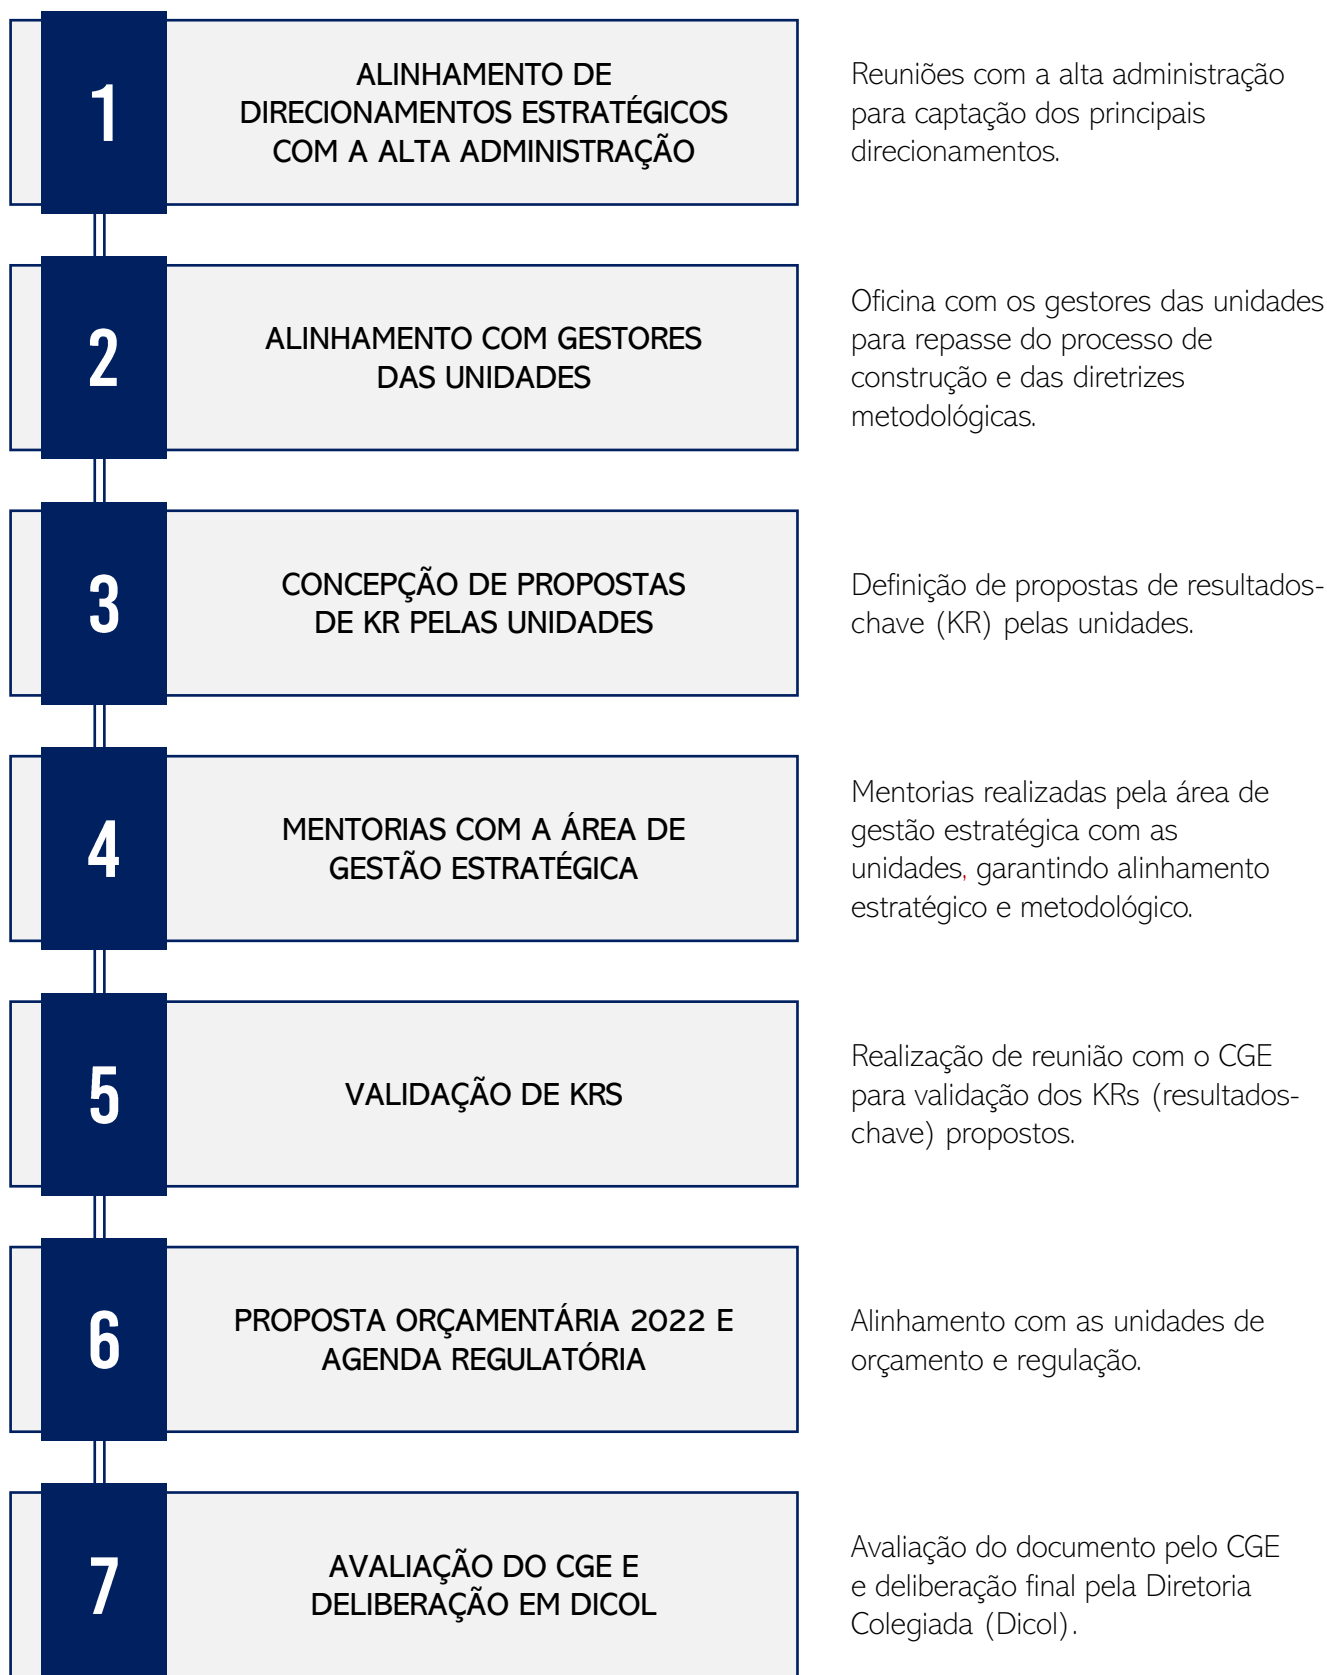 1
ALINHAMENTO DE
DIRECIONAMENTOS ESTRATÉGICOS
COM A ALTA ADMINISTRAÇÃO
Reuniões com a alta administração
para captação dos principais
direcionamentos.
2
ALINHAMENTO COM GESTORES
DAS UNIDADES
Oficina com os gestores das unidades
para repasse do processo de
construção e das diretrizes
metodológicas.
3
CONCEPÇÃO DE PROPOSTAS
DE KR PELAS UNIDADES
Definição de propostas de resultados-
chave (KR) pelas unidades.
4
MENTORIAS COM A ÁREA DE
GESTÃO ESTRATÉGICA
Mentorias realizadas pela área de
gestão estratégica com as
unidades, garantindo alinhamento
estratégico e metodológico.
5
VALIDAÇÃO DE KRS
Realização de reunião com o CGE
para validação dos KRs (resultados-
chave) propostos.
6
PROPOSTA ORÇAMENTÁRIA 2022 E
AGENDA REGULATÓRIA
Alinhamento com as unidades de
orçamento e regulação.
7
AVALIAÇÃO DO CGE E
DELIBERAÇÃO EM DICOL
Avaliação do documento pelo CGE
e deliberação final pela Diretoria
Colegiada (Dicol).